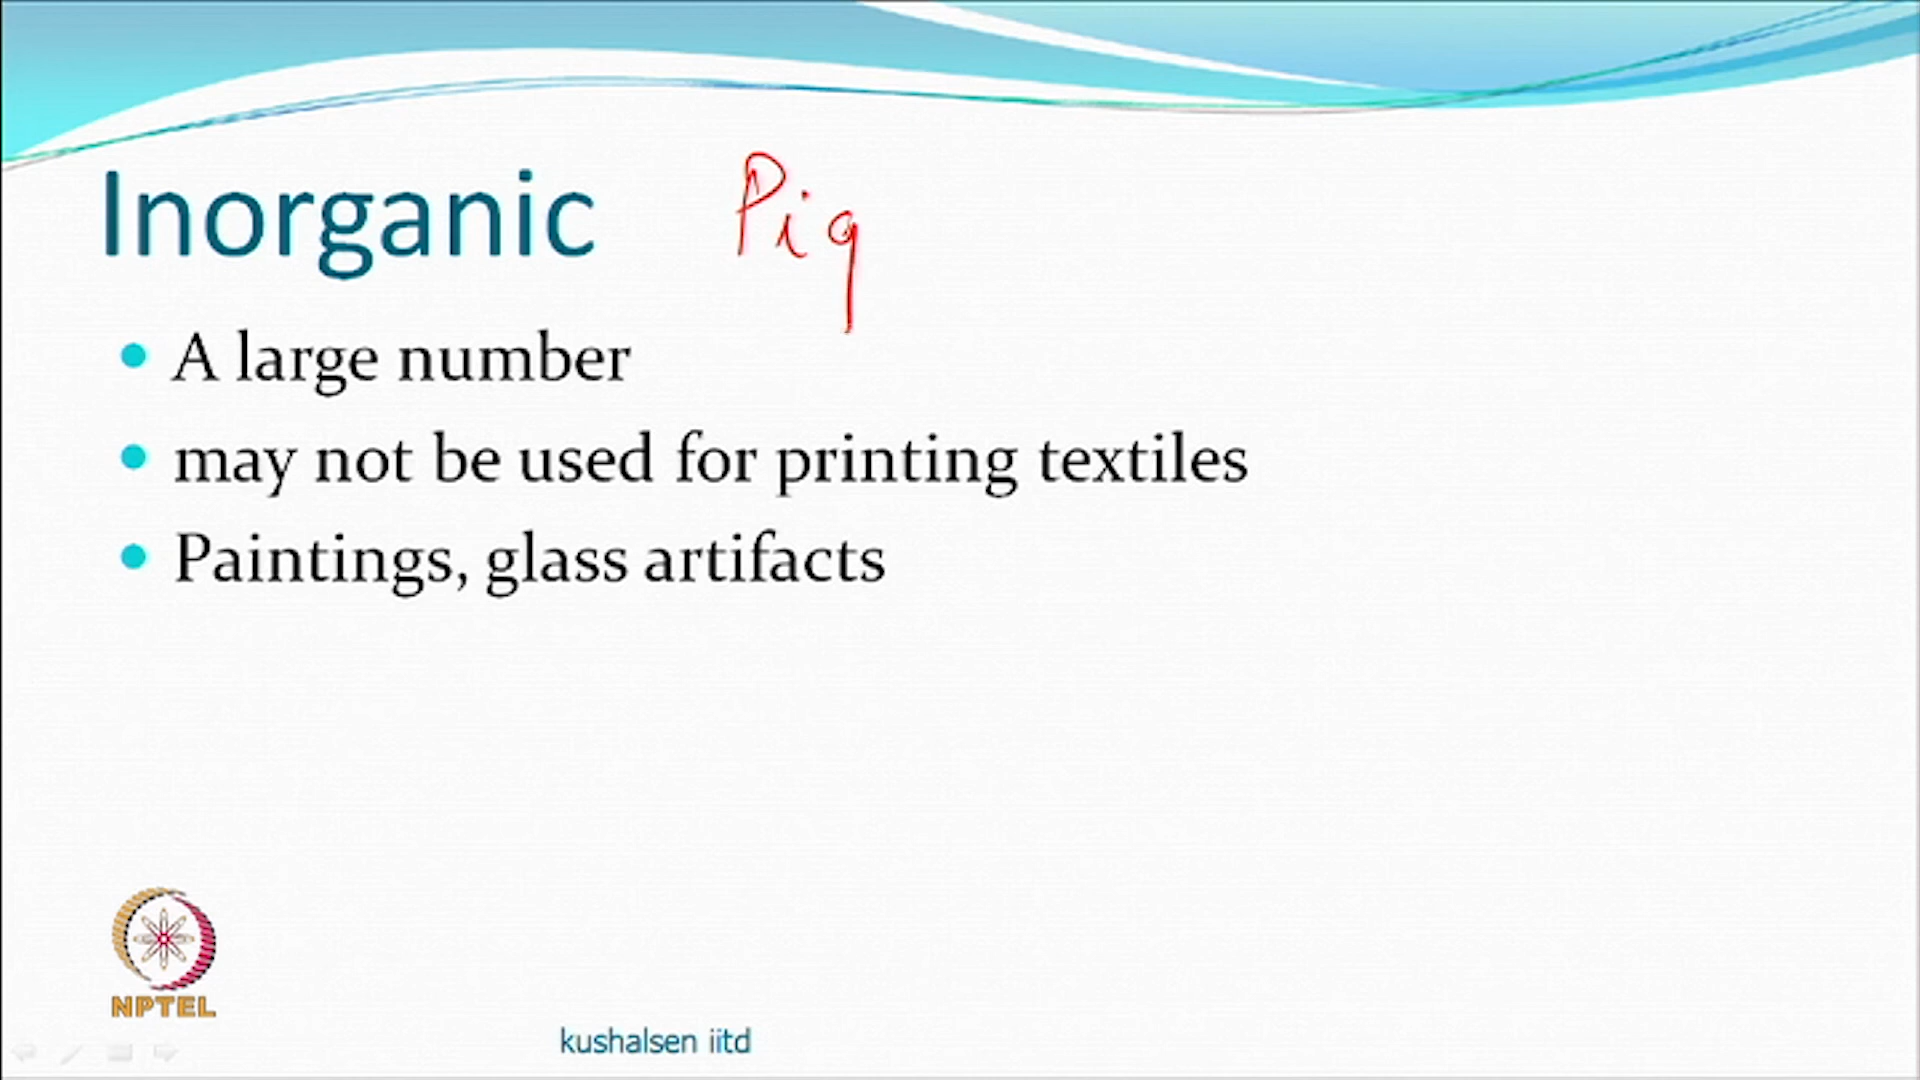 Inorganic Pig
A large number
may not be used for printing textiles
Paintings, glass artifacts
NPTEL
kushalsen iitd